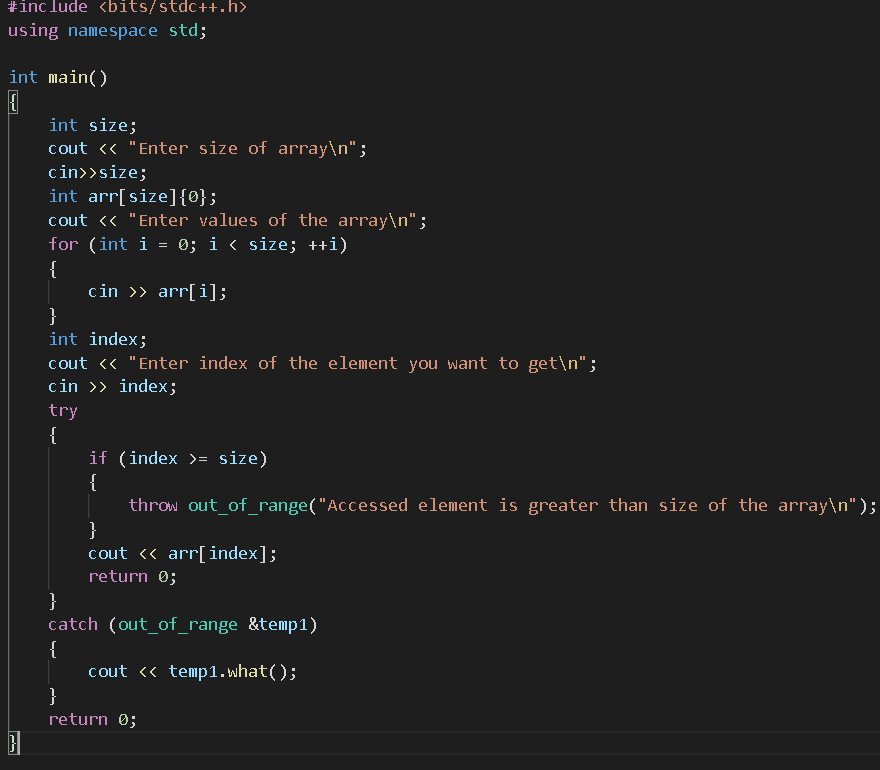 #include <bits/stdc++.h>
using namespace std;
int main()
{
    int size;
    cout << "Enter size of array\n";
    cin>>size;
    int arr[size]{0};
    cout << "Enter values of the array\n";
    for (int i = 0; i < size; ++i)
    {
        cin >> arr[i];
    }
    int index;
    cout << "Enter index of the element you want to get\n";
    cin >> index;
    try
    {
        if (index >= size)
        {
            throw out_of_range("Accessed element is greater than size of the array\n");
        }
        cout << arr[index];
        return 0;
    }
    catch (out_of_range &temp1)
    {
        cout << temp1.what();
    }
    return 0;
}